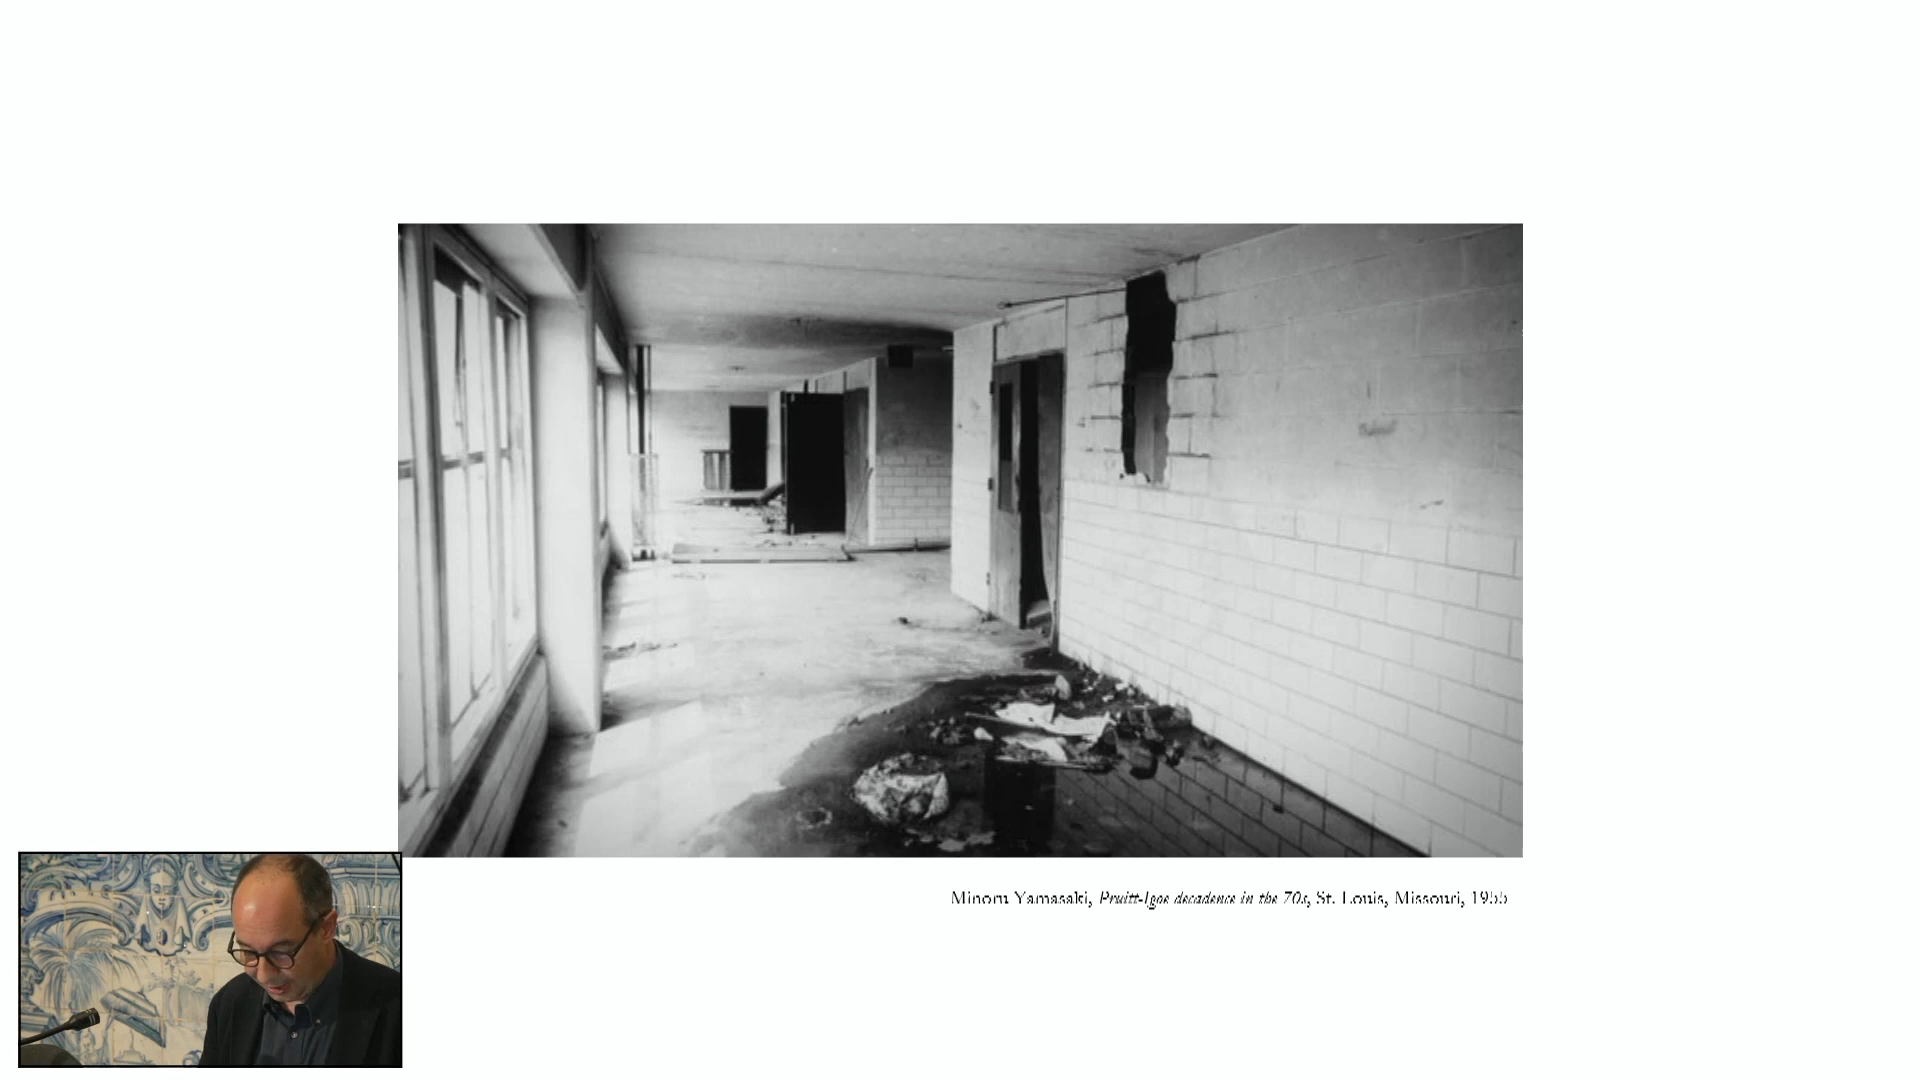 Minoru Yamasaki, Pruitt-Igoe decadence in the 70s, St. Louis, Missouri, 1955